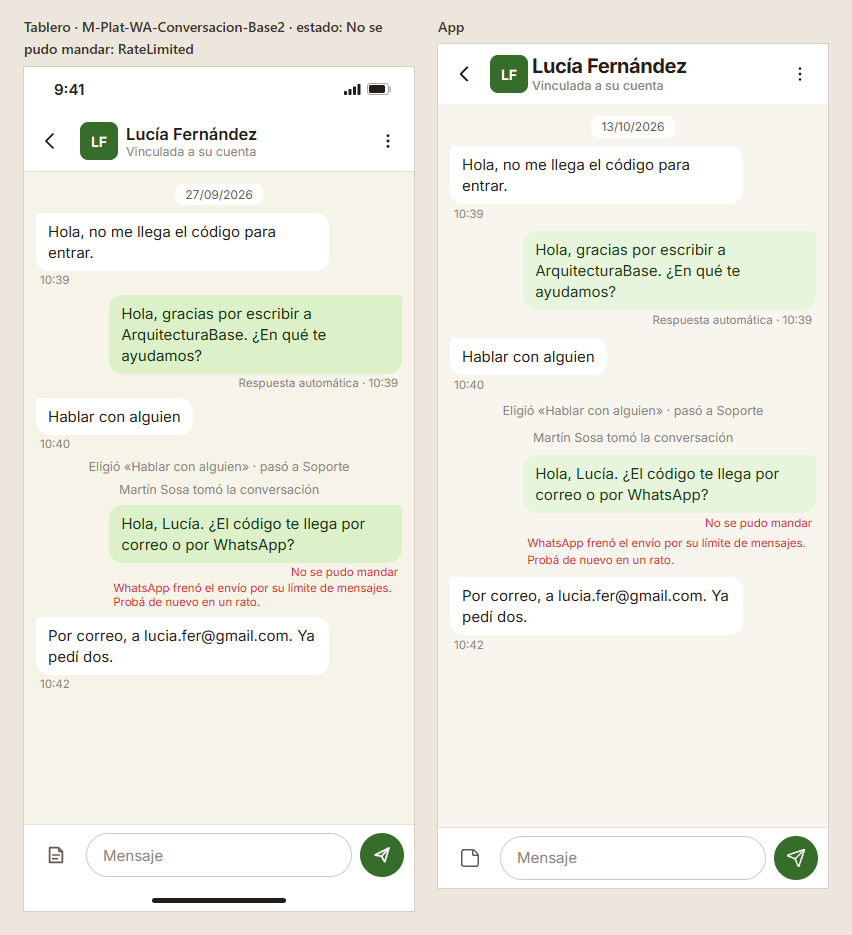 Tablero · M-Plat-WA-Conversacion-Base2 · estado: No se
pudo mandar: RateLimited
9:41
LF
Lucía Fernández
Vinculada a su cuenta
27/09/2026
Hola, no me llega el código para
entrar.
10:39
Hola, gracias por escribir a
ArquitecturaBase. ¿En qué te
ayudamos?
Respuesta automática · 10:39
Hablar con alguien
10:40
Eligió «Hablar con alguien» · pasó a Soporte
Martín Sosa tomó la conversación
Hola, Lucía. ¿El código te llega por
correo o por WhatsApp?
No se pudo mandar
WhatsApp frenó el envío por su límite de mensajes.
Probá de nuevo en un rato.
Por correo, a lucia.fer@gmail.com. Ya
pedí dos.
10:42
Mensaje
App
LF
Lucía Fernández
Vinculada a su cuenta
13/10/2026
Hola, no me llega el código para
entrar.
10:39
Hola, gracias por escribir a
ArquitecturaBase. ¿En qué te
ayudamos?
Respuesta automática · 10:39
Hablar con alguien
10:40
Eligió «Hablar con alguien» · pasó a Soporte
Martín Sosa tomó la conversación
Hola, Lucía. ¿El código te llega por
correo o por WhatsApp?
No se pudo mandar
WhatsApp frenó el envío por su límite de mensajes.
Probá de nuevo en un rato.
Por correo, a lucia.fer@gmail.com. Ya
pedí dos.
10:42
Mensaje